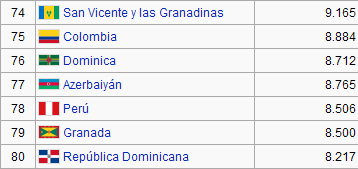 74 San Vicente y las Granadinas 9.165
75 Colombia 8.884
76 Dominica 8.712
77 Azerbaiyán 8.765
78 Perú 8.506
79 Granada 8.500
80 República Dominicana 8.217